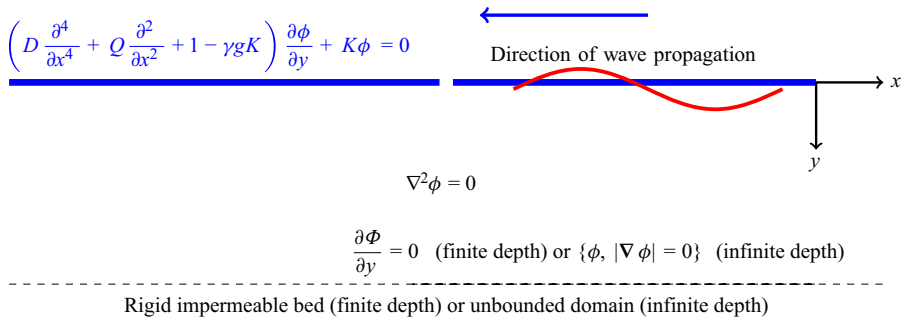 (D ∂⁴/∂x⁴ + Q ∂²/∂x² + 1 − γgK) ∂ϕ/∂y + Kϕ = 0
Direction of wave propagation
x
y
∇²ϕ = 0
∂Φ/∂y = 0 (finite depth) or {ϕ, |∇ϕ| = 0} (infinite depth)
Rigid impermeable bed (finite depth) or unbounded domain (infinite depth)